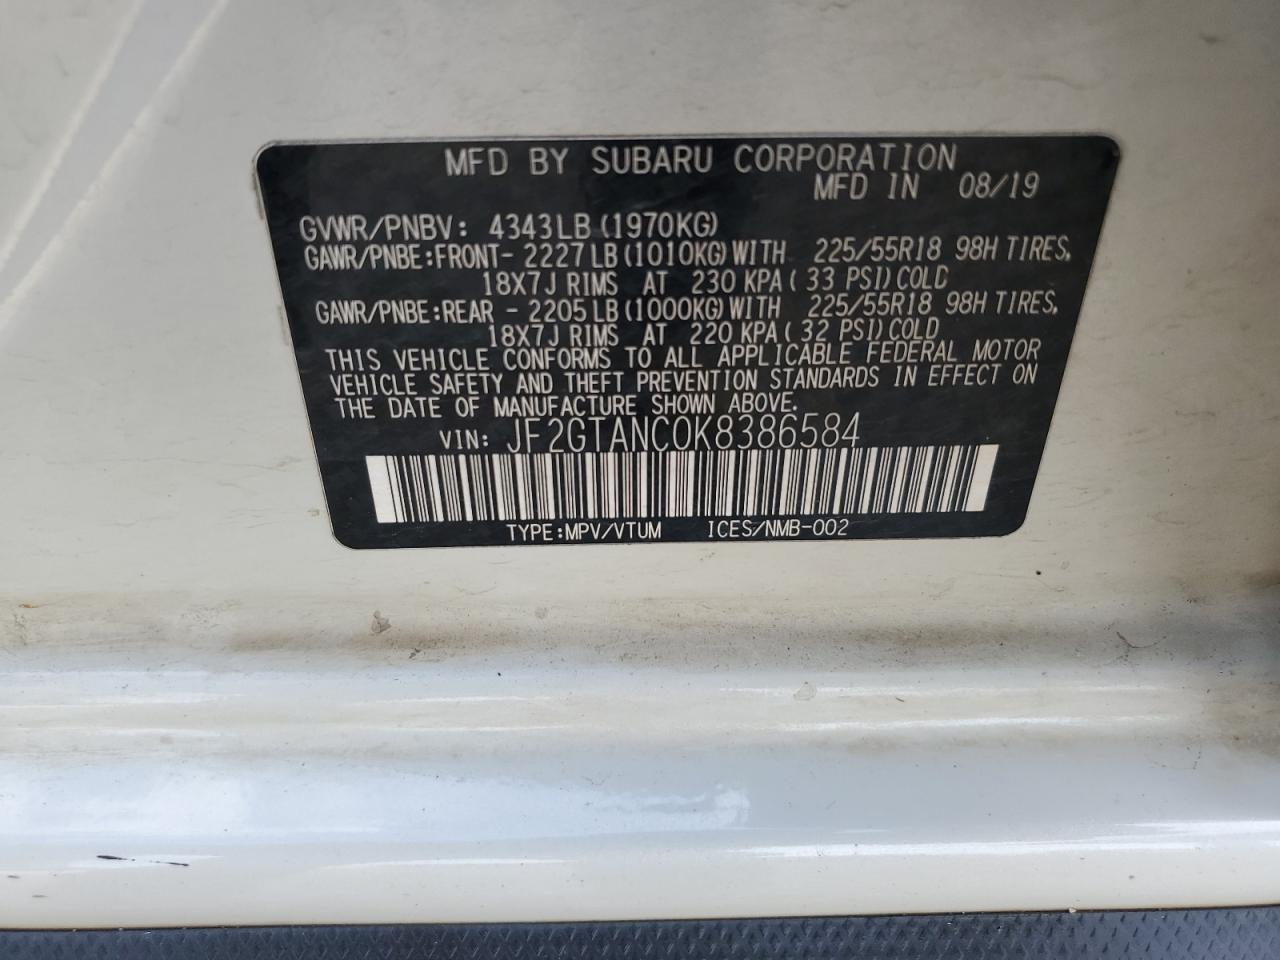 MFD BY SUBARU CORPORATION
MFD IN 08/19
GVWR/PNBV: 4343LB(1970KG)
GAWR/PNBE:FRONT- 2227LB(1010KG)WITH 225/55R18 98H TIRES,
18X7J RIMS AT 230 KPA( 33 PSI)COLD
GAWR/PNBE:REAR - 2205LB(1000KG)WITH 225/55R18 98H TIRES,
18X7J RIMS AT 220 KPA( 32 PSI)COLD
THIS VEHICLE CONFORMS TO ALL APPLICABLE FEDERAL MOTOR
VEHICLE SAFETY AND THEFT PREVENTION STANDARDS IN EFFECT ON
THE DATE OF MANUFACTURE SHOWN ABOVE.
VIN: JF2GTANC0K8386584
TYPE:MPV/VTUM ICES/NMB-002